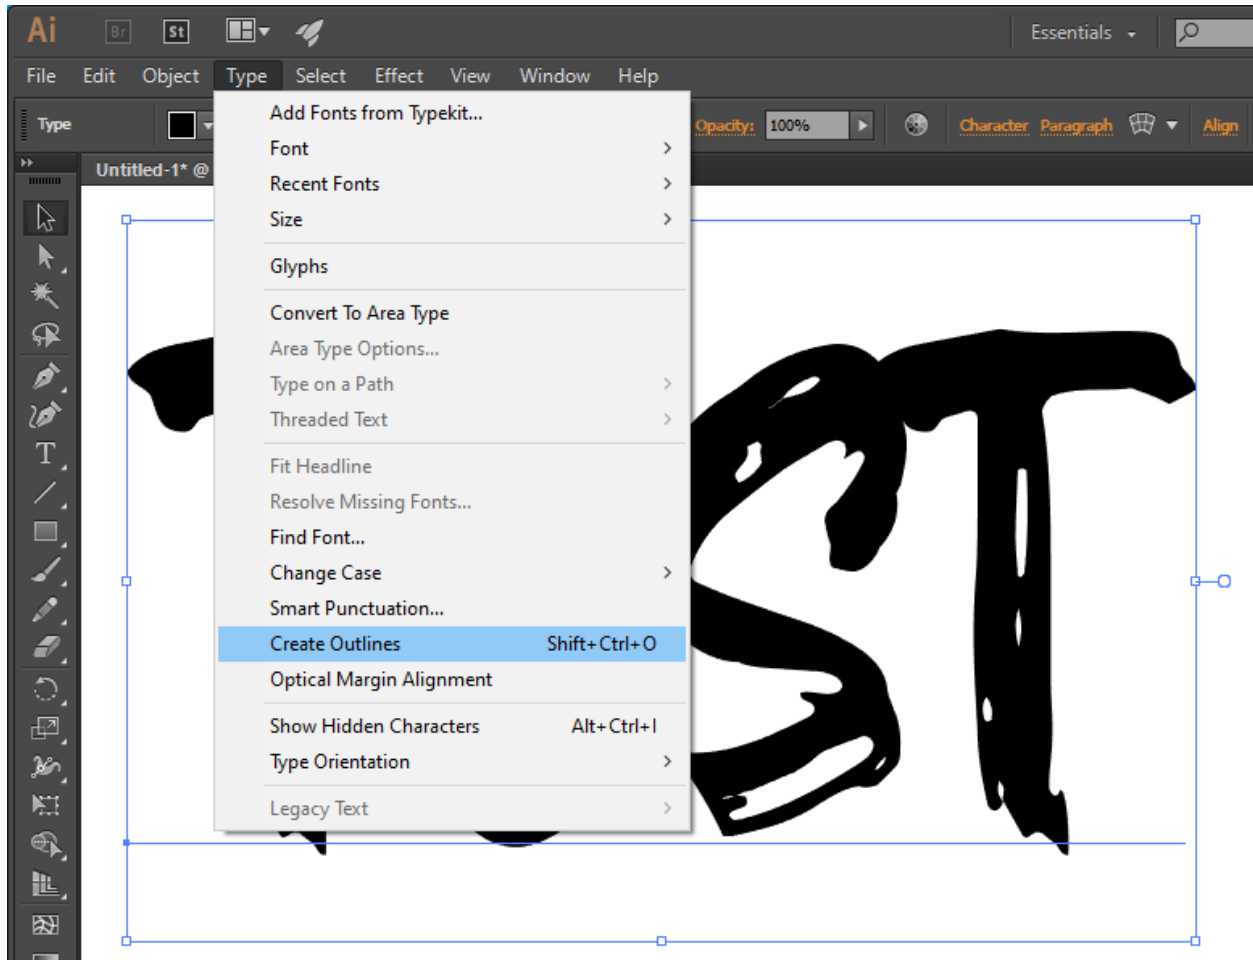 Ai Br St Essentials
File Edit Object Type Select Effect View Window Help
Type Opacity: 100% Character Paragraph Align
Untitled-1* @
Add Fonts from Typekit...
Font
Recent Fonts
Size
Glyphs
Convert To Area Type
Area Type Options...
Type on a Path
Threaded Text
Fit Headline
Resolve Missing Fonts...
Find Font...
Change Case
Smart Punctuation...
Create Outlines Shift+Ctrl+O
Optical Margin Alignment
Show Hidden Characters Alt+Ctrl+I
Type Orientation
Legacy Text
ST